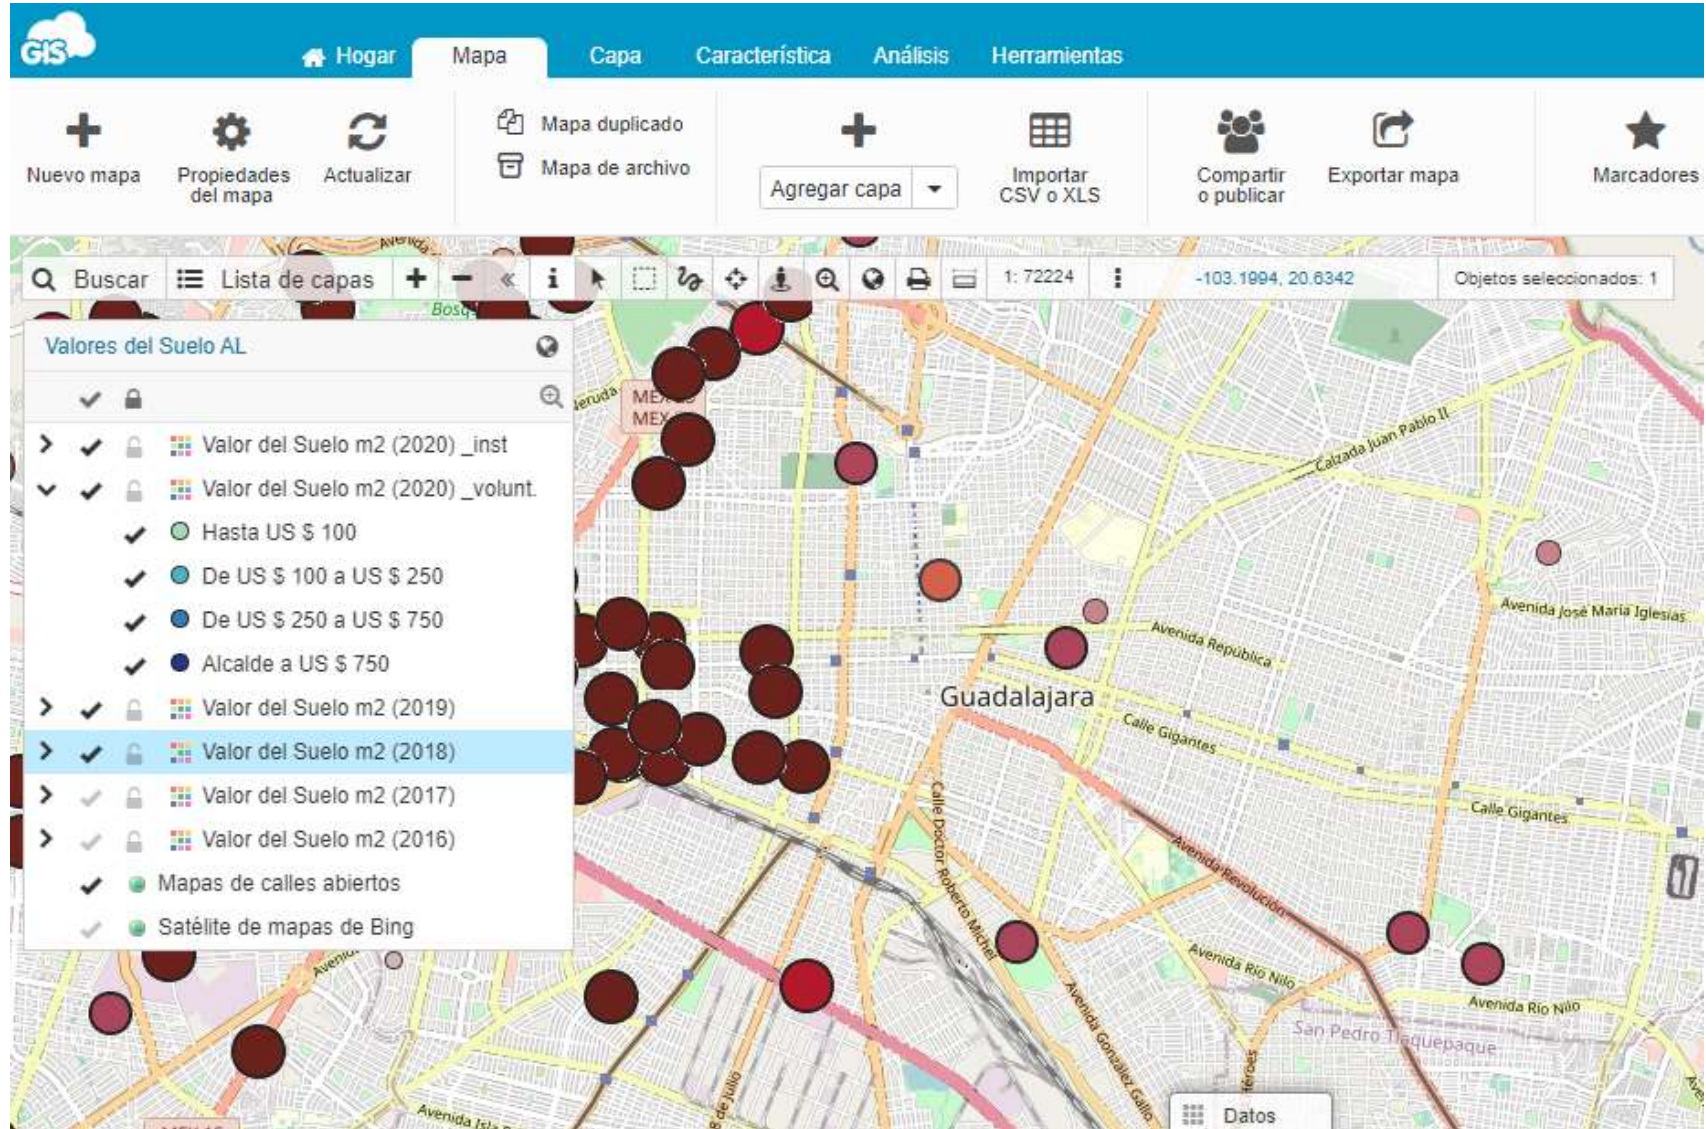 GIS
Hogar
Mapa
Capa
Característica
Análisis
Herramientas
Nuevo mapa
Propiedades
del mapa
Actualizar
Mapa duplicado
Mapa de archivo
Agregar capa
Importar
CSV o XLS
Compartir
o publicar
Exportar mapa
Marcadores
Avenida
Buscar
Lista de capas
1: 72224
-103.1994, 20.6342
Objetos seleccionados: 1
Valores del Suelo AL
Valor del Suelo m2 (2020) _inst
Valor del Suelo m2 (2020) _volunt.
Hasta US $ 100
De US $ 100 a US $ 250
De US $ 250 a US $ 750
Alcalde a US $ 750
Valor del Suelo m2 (2019)
Valor del Suelo m2 (2018)
Valor del Suelo m2 (2017)
Valor del Suelo m2 (2016)
Mapas de calles abiertos
Satélite de mapas de Bing
MEX
Calzada Juan Pablo II
Avenida José María Iglesias
Avenida República
Guadalajara
Calle Gigantes
Calle Gigantes
Calle Doctor Roberto Michel
Avenida Revolución
Avenida Río Nilo
Avenida Río Nilo
San Pedro Tlaquepaque
Avenida González Gallo
8 de Julio
Datos